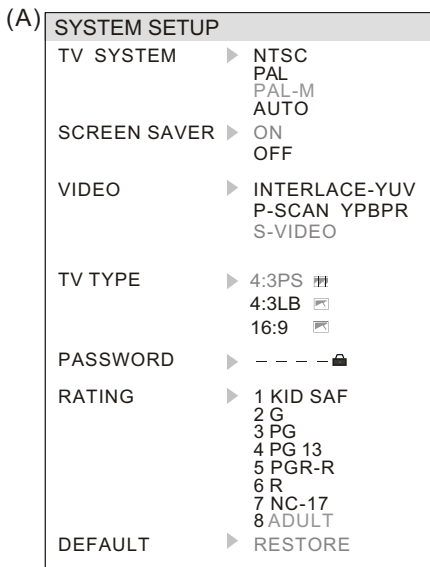 (A)
SYSTEM SETUP
TV SYSTEM NTSC
PAL
PAL-M
AUTO
SCREEN SAVER ON
OFF
VIDEO INTERLACE-YUV
P-SCAN YPBPR
S-VIDEO
TV TYPE 4:3PS
4:3LB
16:9
PASSWORD – – – –
RATING 1 KID SAF
2 G
3 PG
4 PG 13
5 PGR-R
6 R
7 NC-17
8 ADULT
DEFAULT RESTORE